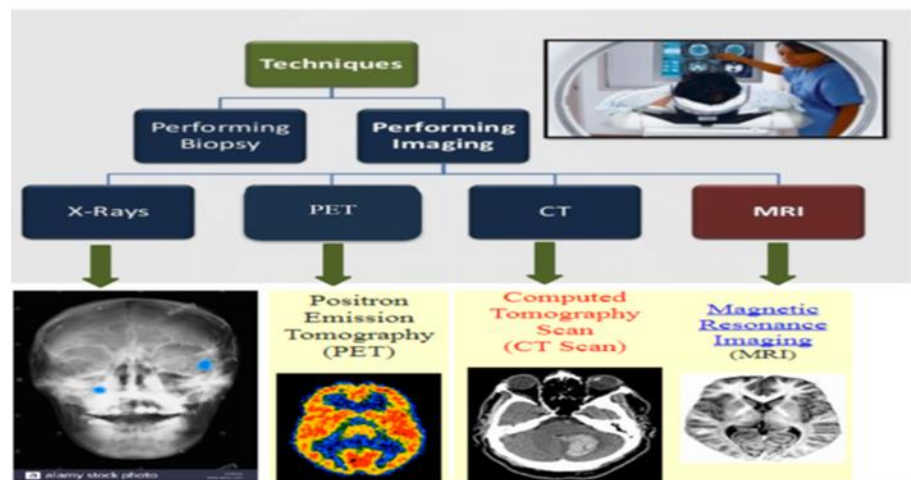 Techniques
Performing
Biopsy
Performing
Imaging
X-Rays
PET
CT
MRI
Positron
Emission
Tomography
(PET)
Computed
Tomography
Scan
(CT Scan)
Magnetic
Resonance
Imaging
(MRI)
a alamy stock photo